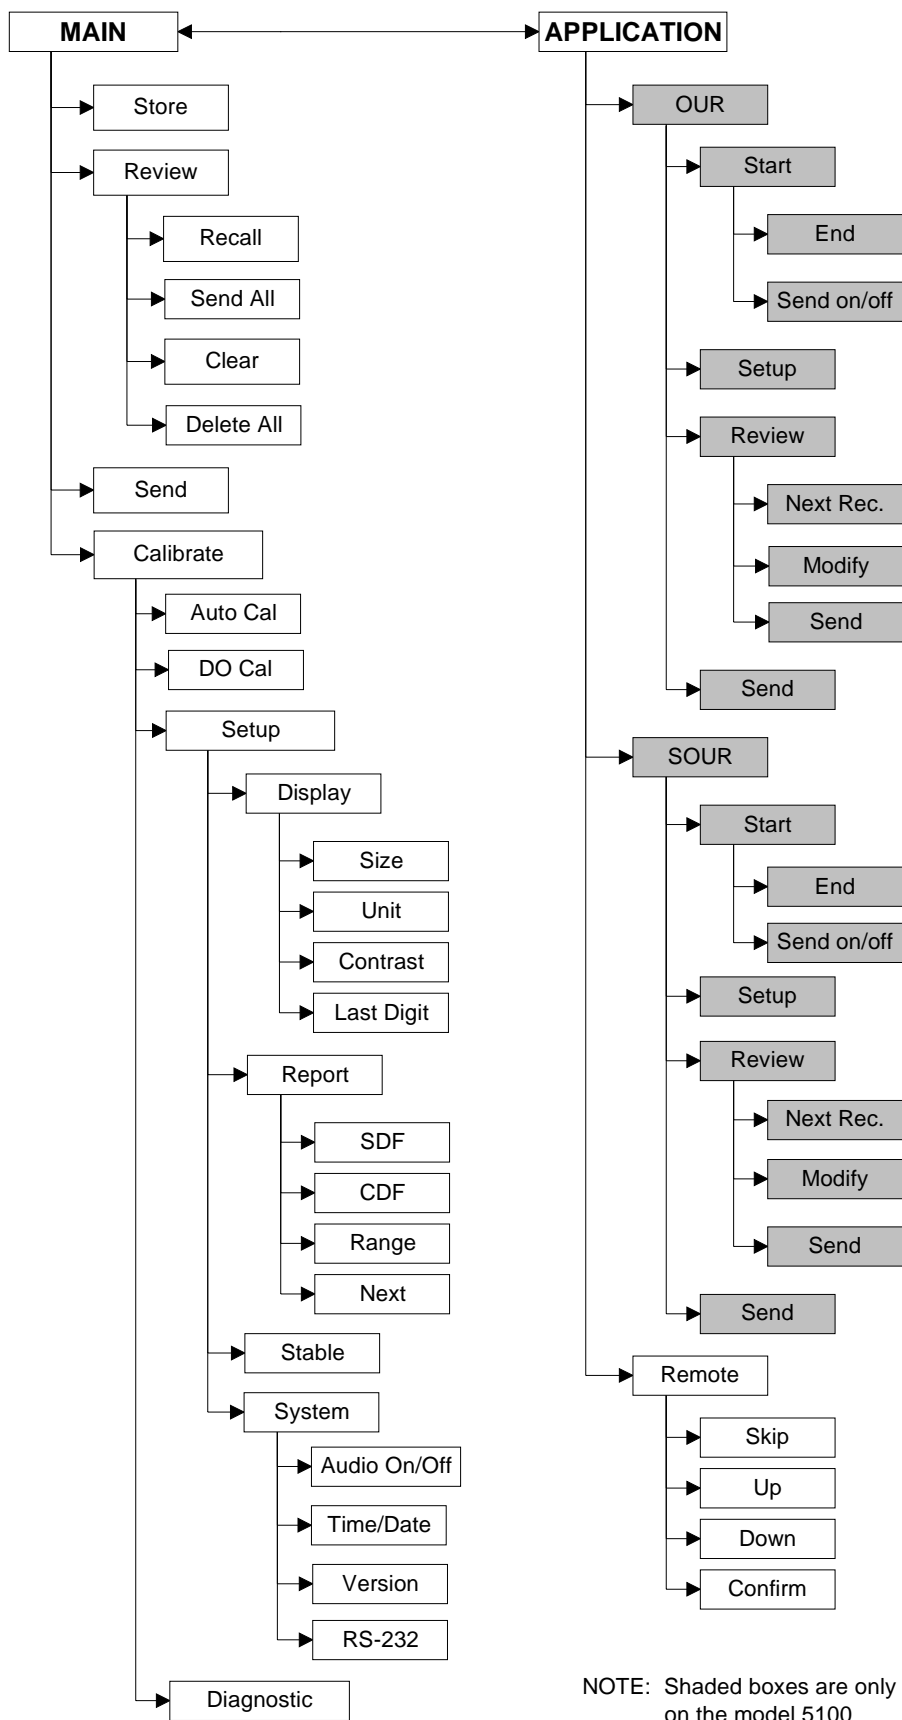 MAIN
Store
Review
Recall
Send All
Clear
Delete All
Send
Calibrate
Auto Cal
DO Cal
Setup
Display
Size
Unit
Contrast
Last Digit
Report
SDF
CDF
Range
Next
Stable
System
Audio On/Off
Time/Date
Version
RS-232
Diagnostic
APPLICATION
OUR
Start
End
Send on/off
Setup
Review
Next Rec.
Modify
Send
Send
SOUR
Start
End
Send on/off
Setup
Review
Next Rec.
Modify
Send
Send
Remote
Skip
Up
Down
Confirm
NOTE: Shaded boxes are only
on the model 5100